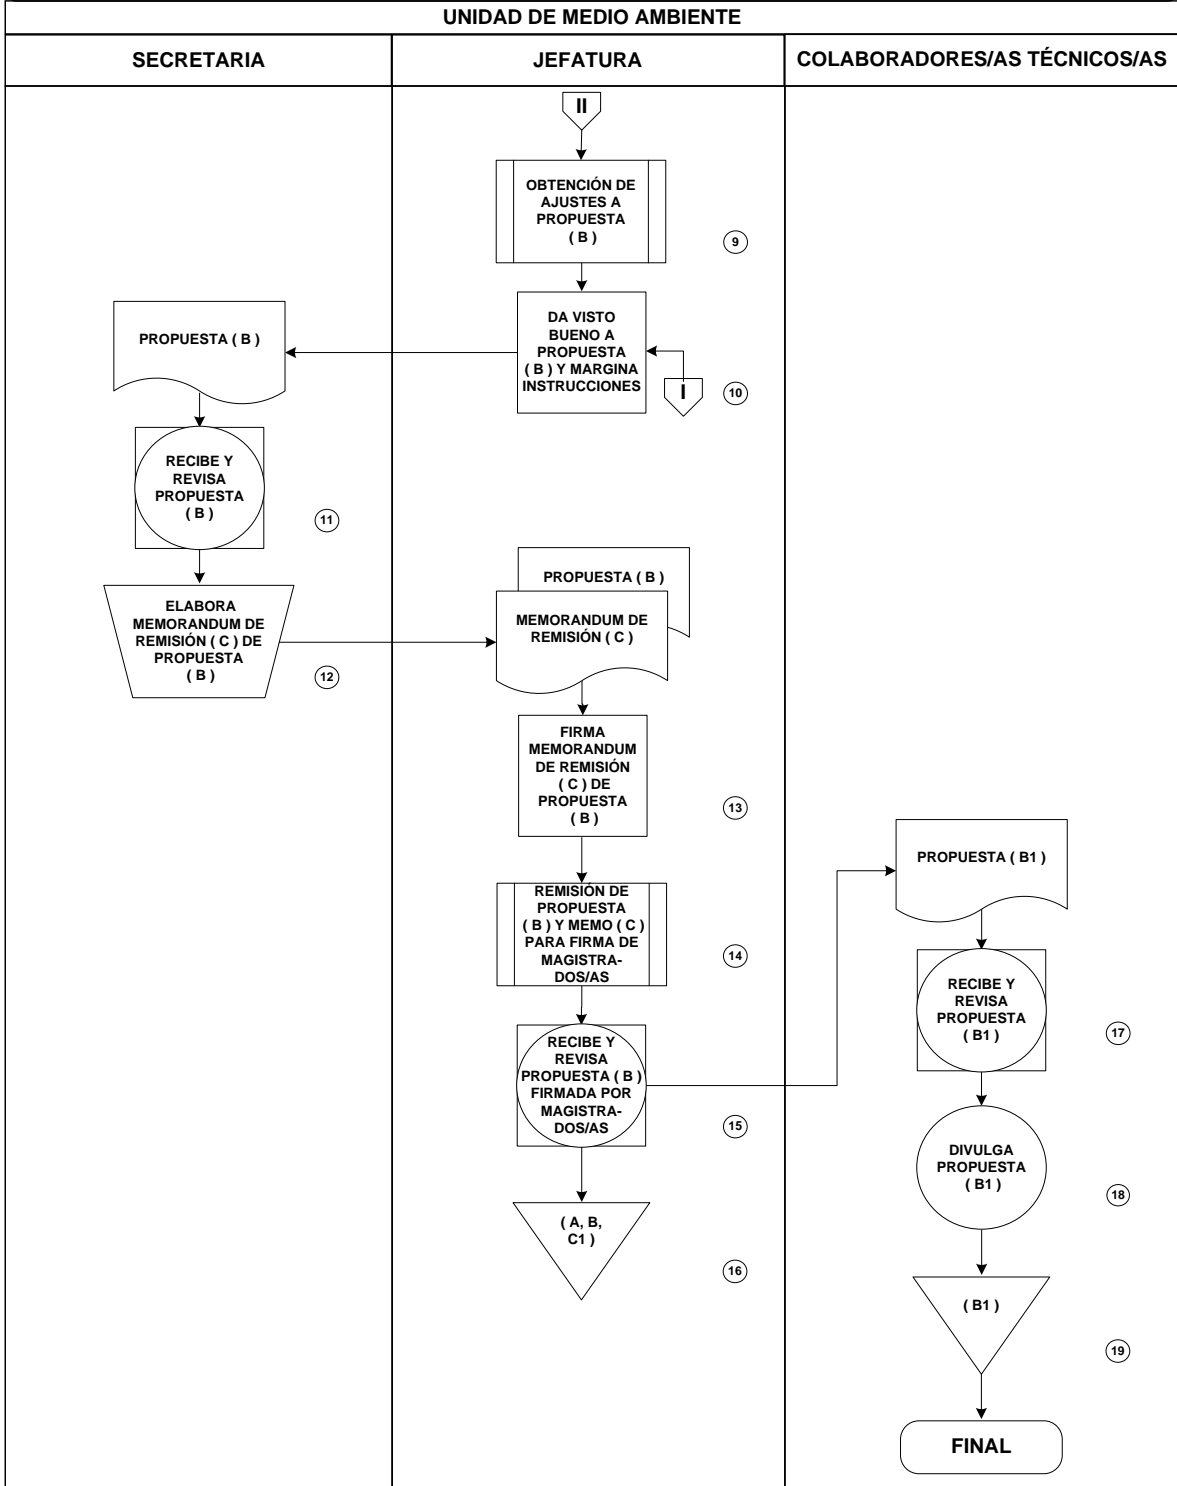 UNIDAD DE MEDIO AMBIENTE
SECRETARIA
JEFATURA
COLABORADORES/AS TÉCNICOS/AS
II
OBTENCIÓN DE
AJUSTES A
PROPUESTA
( B )
9
DA VISTO
BUENO A
PROPUESTA
( B ) Y MARGINA
INSTRUCCIONES
I
10
PROPUESTA ( B )
RECIBE Y
REVISA
PROPUESTA
( B )
11
ELABORA
MEMORANDUM DE
REMISIÓN ( C ) DE
PROPUESTA
( B )
12
PROPUESTA ( B )
MEMORANDUM DE
REMISIÓN ( C )
FIRMA
MEMORANDUM
DE REMISIÓN
( C ) DE
PROPUESTA
( B )
13
REMISIÓN DE
PROPUESTA
( B ) Y MEMO ( C )
PARA FIRMA DE
MAGISTRA-
DOS/AS
14
RECIBE Y
REVISA
PROPUESTA ( B )
FIRMADA POR
MAGISTRA-
DOS/AS
15
( A, B,
C1 )
16
PROPUESTA ( B1 )
RECIBE Y
REVISA
PROPUESTA
( B1 )
17
DIVULGA
PROPUESTA
( B1 )
18
( B1 )
19
FINAL